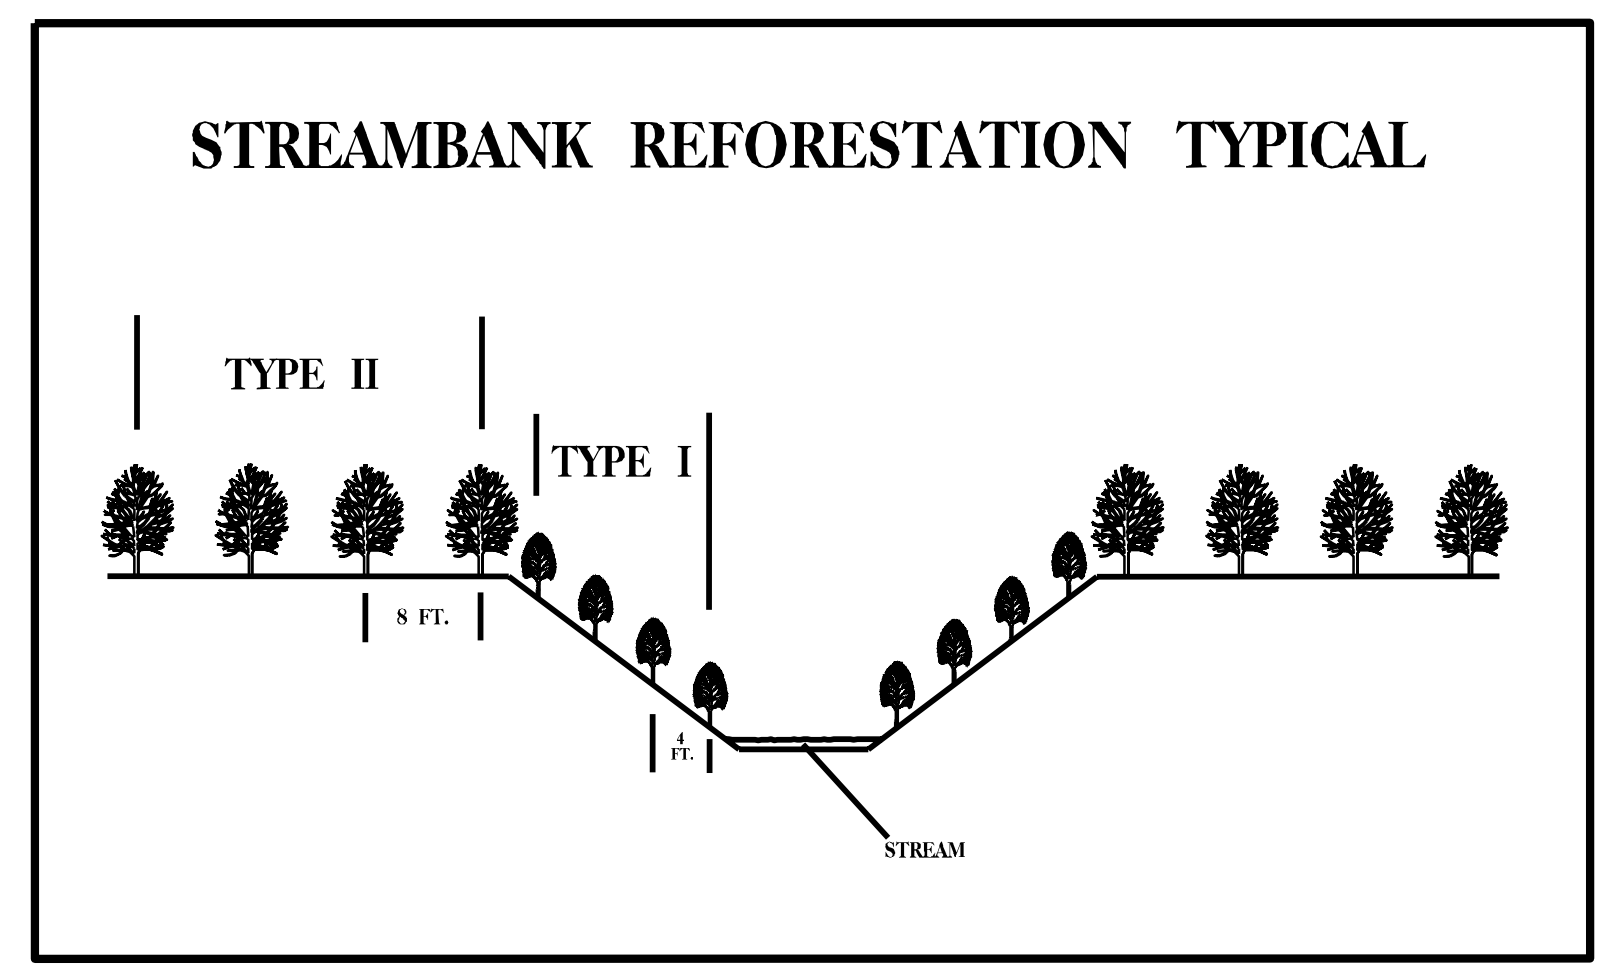 STREAMBANK REFORESTATION TYPICAL
TYPE II
TYPE I
8 FT.
4
FT.
STREAM